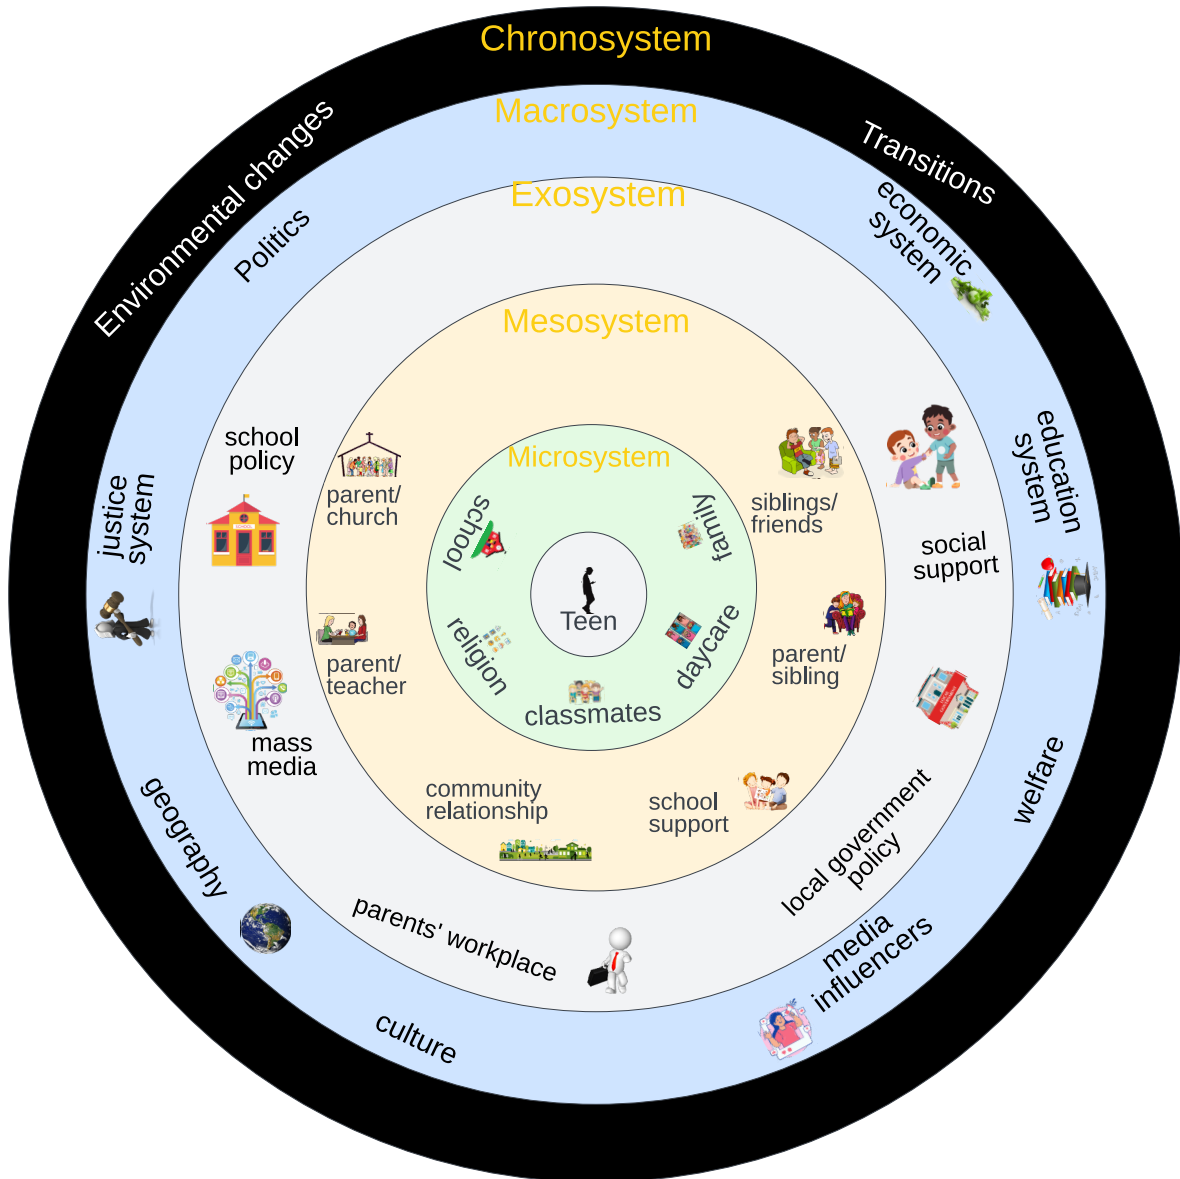 Chronosystem
Macrosystem
Exosystem
Mesosystem
Microsystem
Environmental changes
Transitions
Politics
economic
system
education
system
welfare
media
influencers
culture
geography
justice
system
school
policy
social
support
local government
policy
parents' workplace
mass
media
parent/
church
siblings/
friends
parent/
sibling
school
support
community
relationship
parent/
teacher
school
family
daycare
classmates
religion
Teen